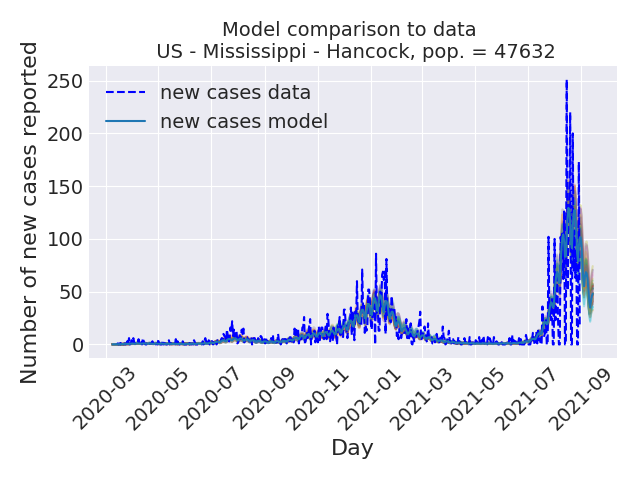 Model comparison to data
US - Mississippi - Hancock, pop. = 47632
Number of new cases reported
250
200
150
100
50
0
new cases data
new cases model
2020-03
2020-05
2020-07
2020-09
2020-11
2021-01
2021-03
2021-05
2021-07
2021-09
Day